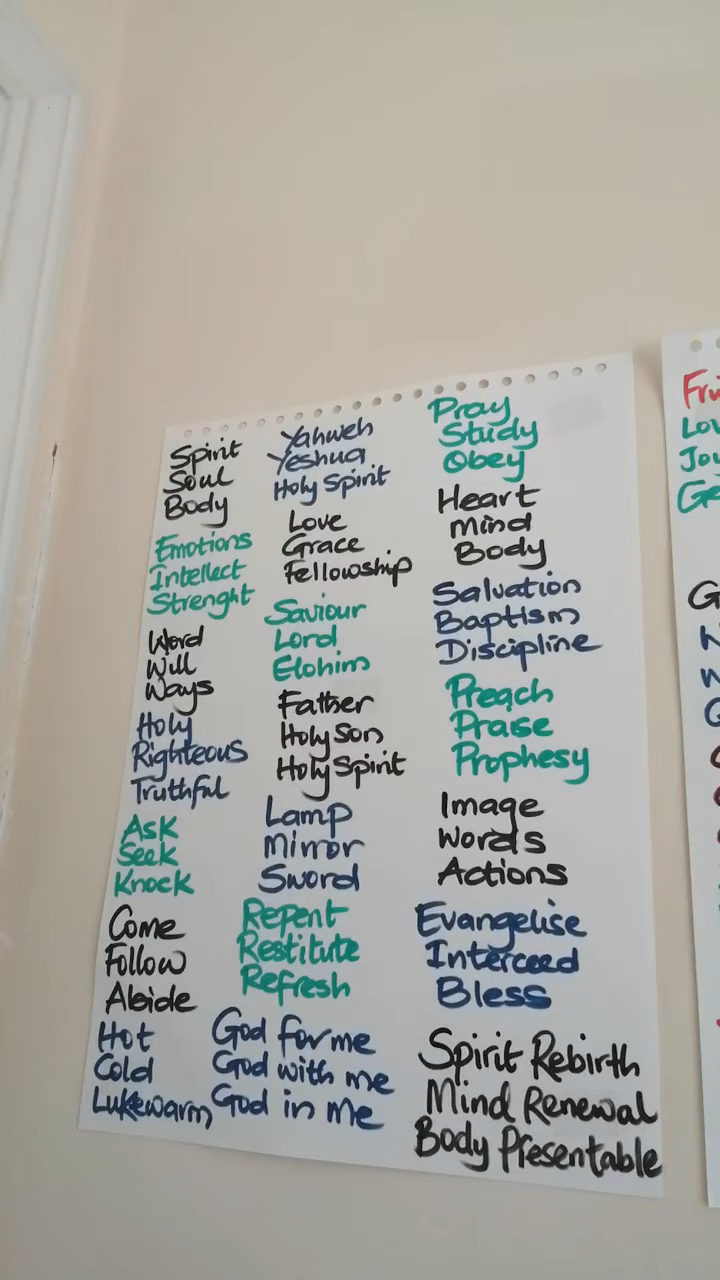 Spirit
Soul
Body
Emotions
Intellect
Strenght
Word
Will
Ways
Holy
Righteous
Truthful
Ask
Seek
Knock
Come
Follow
Abide
Hot
Cold
Lukewarm
Yahweh
Yeshua
Holy Spirit
Love
Grace
Fellowship
Saviour
Lord
Elohim
Father
Holy Son
Holy Spirit
Lamp
Mirror
Sword
Repent
Restitute
Refresh
God for me
God with me
God in me
Pray
Study
Obey
Heart
Mind
Body
Salvation
Baptism
Discipline
Preach
Praise
Prophesy
Image
Words
Actions
Evangelise
Interceed
Bless
Spirit Rebirth
Mind Renewal
Body Presentable